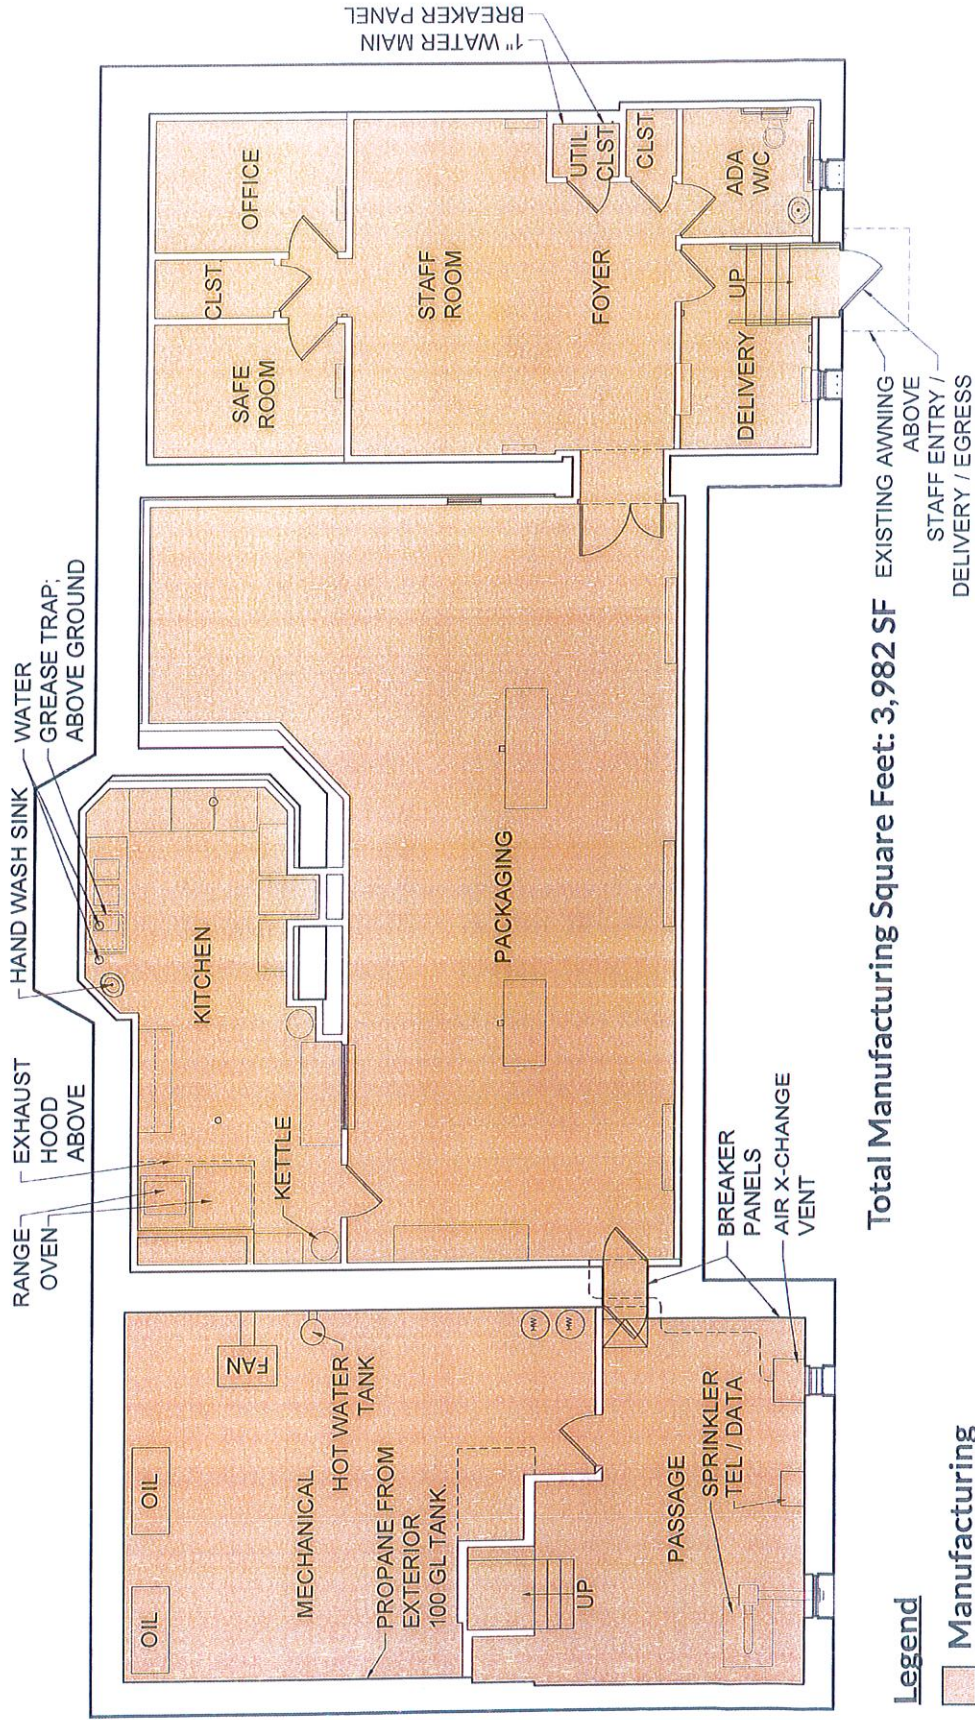 RANGE
OVEN
EXHAUST
HOOD
ABOVE
HAND WASH SINK
WATER
GREASE TRAP;
ABOVE GROUND
1" WATER MAIN
BREAKER PANEL
OIL
OIL
FAN
MECHANICAL
HOT WATER
TANK
PROPANE FROM
EXTERIOR
100 GL TANK.
HW
HW
UP
PASSAGE
SPRINKLER
TEL / DATA
KITCHEN
KETTLE
PACKAGING
SAFE
ROOM
CLST.
OFFICE
STAFF
ROOM
FOYER
UTIL.
CLST.
CLST.
ADA
W/C
DELIVERY
UP
BREAKER
PANELS
AIR X-CHANGE
VENT
EXISTING AWNING
ABOVE
STAFF ENTRY /
DELIVERY / EGRESS
Total Manufacturing Square Feet: 3,982 SF
Legend
Manufacturing